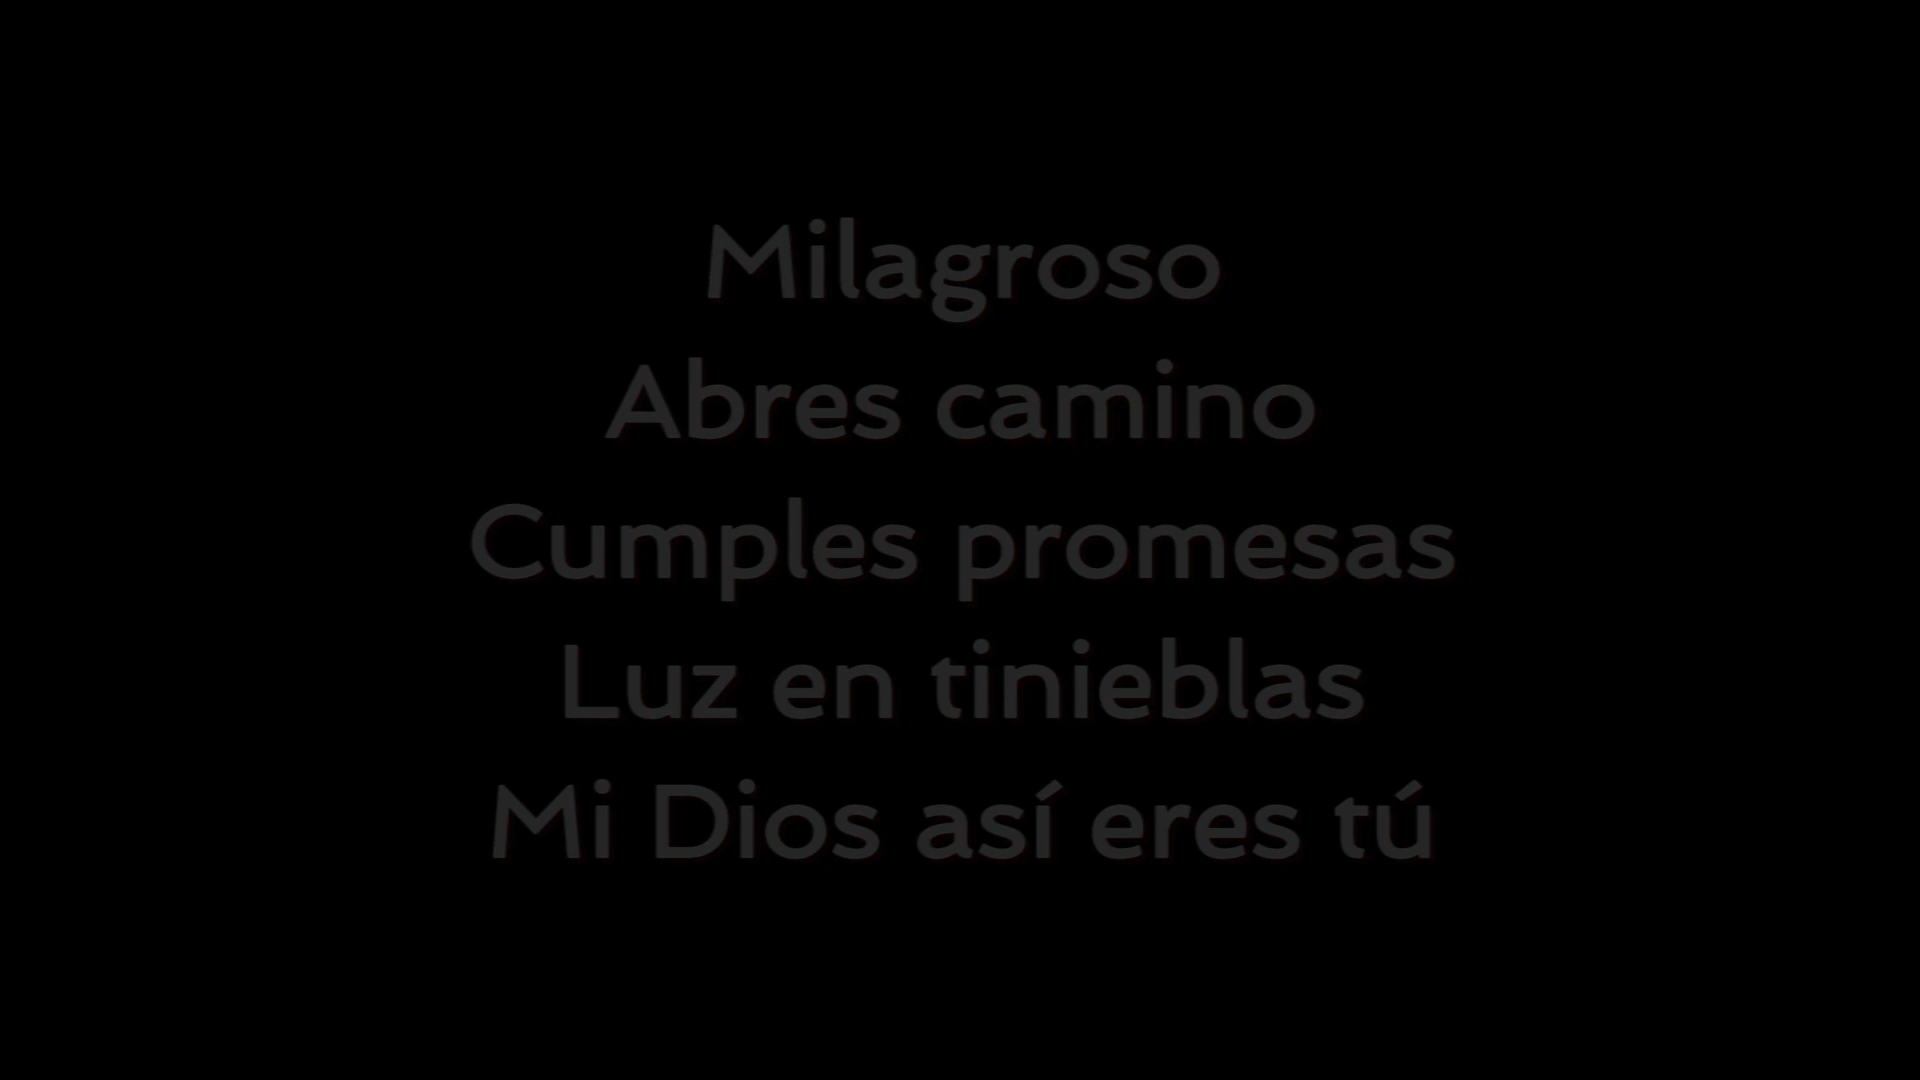 Milagroso
Abres camino
Cumples promesas
Luz en tinieblas
Mi Dios así eres tú